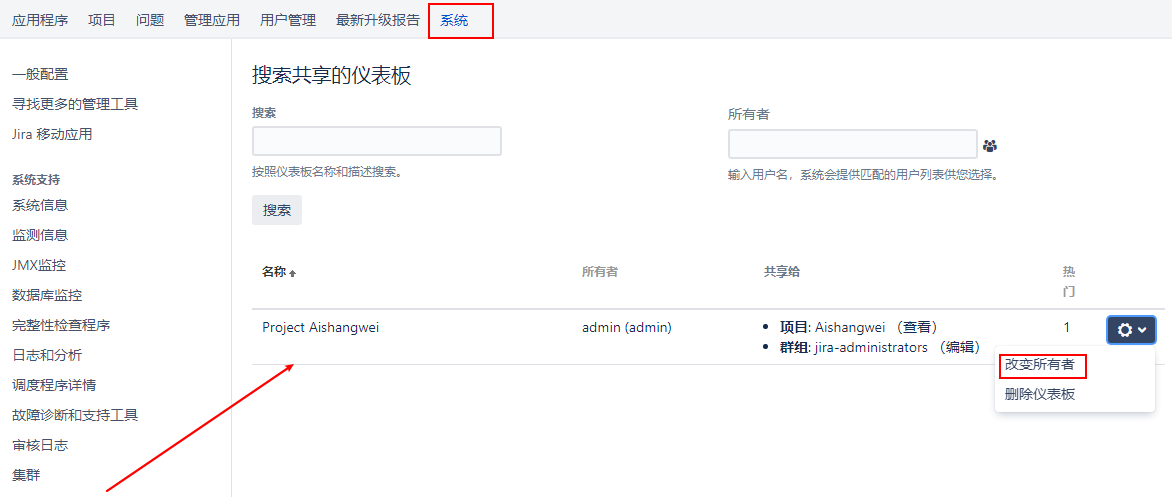 应用程序 项目 问题 管理应用 用户管理 最新升级报告 系统
一般配置
寻找更多的管理工具
Jira 移动应用
系统支持
系统信息
监测信息
JMX监控
数据库监控
完整性检查程序
日志和分析
调度程序详情
故障诊断和支持工具
审核日志
集群
搜索共享的仪表板
搜索
按照仪表板名称和描述搜索。
所有者
输入用户名，系统会提供匹配的用户列表供您选择。
搜索
名称 所有者 共享给 热
门
Project Aishangwei admin (admin) 项目: Aishangwei （查看） 1
群组: jira-administrators （编辑）
改变所有者
删除仪表板